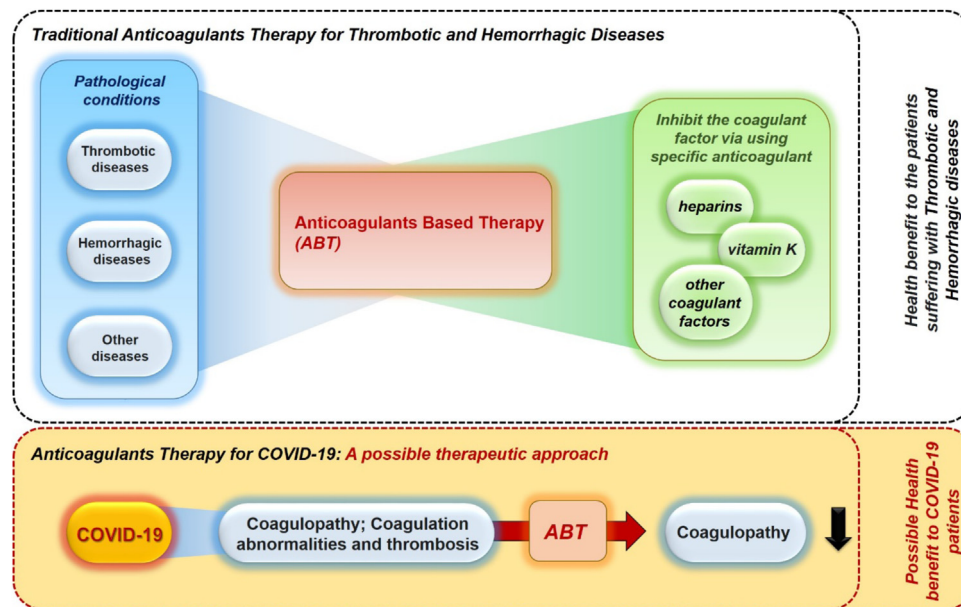 Traditional Anticoagulants Therapy for Thrombotic and Hemorrhagic Diseases
Pathological
conditions
Thrombotic
diseases
Hemorrhagic
diseases
Other
diseases
Anticoagulants Based Therapy
(ABT)
Inhibit the coagulant
factor via using
specific anticoagulant
heparins
vitamin K
other
coagulant
factors
Health benefit to the patients
suffering with Thrombotic and
Hemorrhagic diseases
Anticoagulants Therapy for COVID-19: A possible therapeutic approach
COVID-19
Coagulopathy; Coagulation
abnormalities and thrombosis
ABT
Coagulopathy
Possible Health
benefit to COVID-19
patients